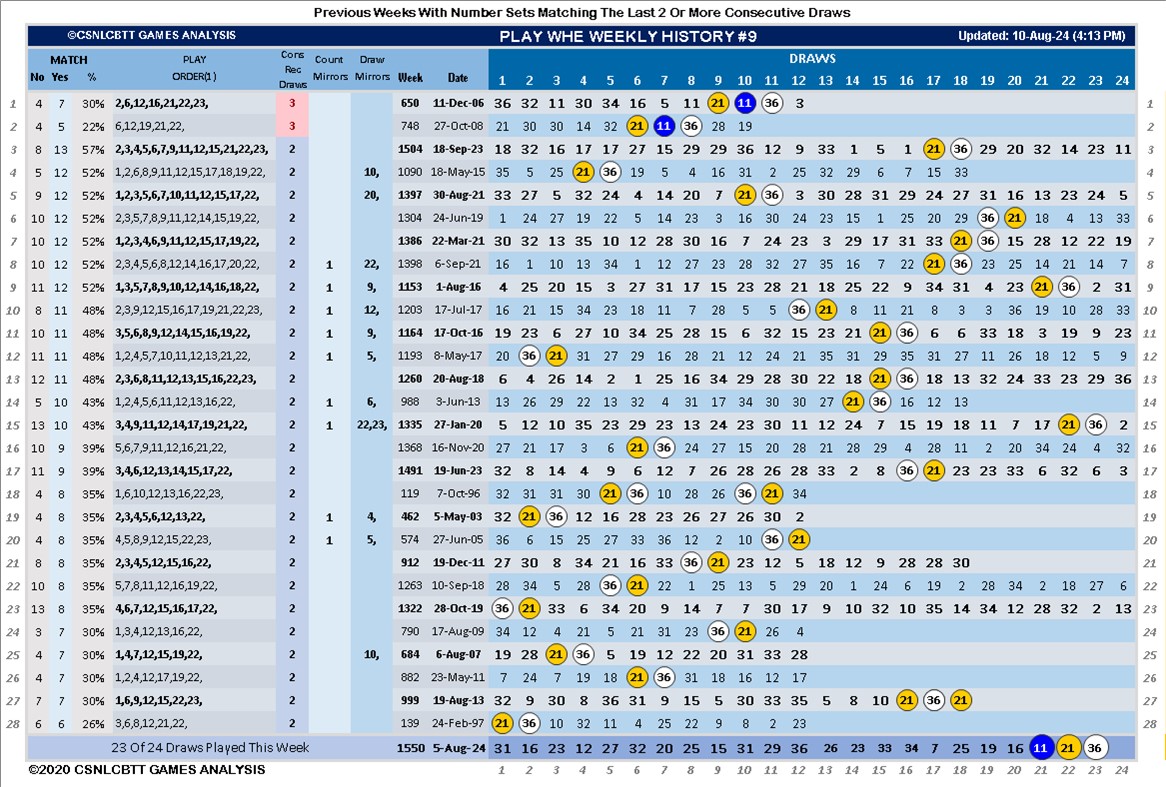 Previous Weeks With Number Sets Matching The Last 2 Or More Consecutive Draws
©CSNLCBTT GAMES ANALYSIS PLAY WHE WEEKLY HISTORY #9 Updated: 10-Aug-24 (4:13 PM)
MATCH PLAY Cons Count Draw DRAWS
No Yes % ORDER(1) Rec Draws Mirrors Mirrors Week Date 1 2 3 4 5 6 7 8 9 10 11 12 13 14 15 16 17 18 19 20 21 22 23 24
1 4 7 30% 2,6,12,16,21,22,23, 3 650 11-Dec-06 36 32 11 30 34 16 5 11 21 11 36 3 1
2 4 5 22% 6,12,19,21,22, 3 748 27-Oct-08 21 30 30 14 32 21 11 36 28 19 2
3 8 13 57% 2,3,4,5,6,7,9,11,12,15,21,22,23, 2 1504 18-Sep-23 18 32 16 17 17 27 15 29 29 36 12 9 33 1 5 1 21 36 29 20 32 14 23 11 3
4 5 12 52% 1,2,6,8,9,11,12,15,17,18,19,22, 2 10, 1090 18-May-15 35 5 25 21 36 19 5 4 16 31 2 25 32 29 6 7 15 33 4
5 9 12 52% 1,2,3,5,6,7,10,11,12,15,17,22, 2 20, 1397 30-Aug-21 33 27 5 32 24 4 14 20 7 21 36 3 30 28 31 29 24 27 31 16 13 23 24 5 5
6 10 12 52% 2,3,5,7,8,9,11,12,14,15,19,22, 2 1304 24-Jun-19 1 24 27 19 22 5 14 23 3 16 30 24 23 15 1 25 20 29 36 21 18 4 13 33 6
7 10 12 52% 1,2,3,4,6,9,11,12,15,17,19,22, 2 1386 22-Mar-21 30 32 13 35 10 12 28 30 16 7 24 23 3 29 17 31 33 21 36 15 28 12 22 19 7
8 10 12 52% 2,3,4,5,6,8,12,14,16,17,20,22, 2 1 22, 1398 6-Sep-21 16 1 10 13 34 1 12 27 23 28 32 27 35 16 7 22 21 36 23 25 14 21 14 7 8
9 11 12 52% 1,3,5,7,8,9,10,12,14,16,18,22, 2 1 9, 1153 1-Aug-16 4 25 20 15 3 27 31 17 15 23 28 21 18 25 22 9 34 31 4 23 21 36 2 31 9
10 8 11 48% 2,3,9,12,15,16,17,19,21,22,23, 2 1 12, 1203 17-Jul-17 16 21 15 34 23 18 11 7 28 5 11 36 21 8 11 21 8 3 3 36 19 10 28 33 10
11 10 11 48% 3,5,6,8,9,12,14,15,16,19,22, 2 1 9, 1164 17-Oct-16 19 23 6 27 10 34 25 28 15 6 32 15 23 21 21 36 6 6 33 18 3 19 9 23 11
12 11 11 48% 1,2,4,5,7,10,11,12,13,21,22, 2 1 5, 1193 8-May-17 20 36 21 31 27 29 16 28 21 12 24 21 35 31 29 35 31 27 11 26 18 12 5 9 12
13 12 11 48% 2,3,6,8,11,12,13,15,16,22,23, 2 1260 20-Aug-18 6 4 26 14 2 1 25 16 34 29 28 30 22 18 21 36 18 13 32 24 33 23 29 36 13
14 5 10 43% 1,2,4,5,6,11,12,13,16,22, 2 1 6, 988 3-Jun-13 13 26 29 22 13 32 4 31 17 34 30 30 27 21 36 16 12 13 14
15 13 10 43% 3,4,9,11,12,14,17,19,21,22, 2 1 22,23, 1335 27-Jan-20 5 12 10 35 23 29 23 13 24 23 30 11 12 24 7 15 19 18 11 7 17 21 36 2 15
16 10 9 39% 5,6,7,9,11,12,16,21,22, 2 1368 16-Nov-20 27 21 17 3 6 21 36 24 27 15 20 28 21 28 29 4 28 11 2 20 34 24 4 32 16
17 11 9 39% 3,4,6,12,13,14,15,17,22, 2 1491 19-Jun-23 32 8 14 4 9 6 12 7 26 28 26 28 33 2 8 36 21 23 23 33 6 32 6 3 17
18 4 8 35% 1,6,10,12,13,16,22,23, 2 119 7-Oct-96 32 31 31 30 21 36 10 28 26 36 21 34 18
19 4 8 35% 2,3,4,5,6,12,13,22, 2 1 4, 462 5-May-03 32 21 36 12 16 28 23 26 27 26 30 2 19
20 4 8 35% 4,5,8,9,12,15,22,23, 2 1 5, 574 27-Jun-05 36 6 15 25 27 33 36 12 2 10 36 21 20
21 8 8 35% 2,3,4,5,12,15,16,22, 2 912 19-Dec-11 27 30 8 34 21 16 33 36 21 23 12 5 18 12 9 28 28 30 21
22 10 8 35% 5,7,8,11,12,16,19,22, 2 1263 10-Sep-18 28 34 5 28 36 21 22 1 25 13 5 29 20 1 24 6 19 2 28 34 2 18 27 6 22
23 13 8 35% 4,6,7,12,15,16,17,22, 2 1322 28-Oct-19 36 21 33 6 34 20 9 14 7 7 30 17 9 10 32 10 35 14 34 12 28 32 2 13 23
24 3 7 30% 1,3,4,12,13,16,22, 2 790 17-Aug-09 34 12 4 21 5 21 31 23 36 21 26 4 24
25 4 7 30% 1,4,7,12,15,19,22, 2 10, 684 6-Aug-07 19 28 21 36 5 19 12 22 20 31 33 28 25
26 4 7 30% 1,2,4,12,17,19,22, 2 882 23-May-11 7 24 7 19 18 21 36 31 18 16 12 17 26
27 7 7 30% 1,6,9,12,15,22,23, 2 999 19-Aug-13 32 9 30 8 36 31 9 15 5 30 33 35 5 8 10 21 36 21 27
28 6 6 26% 3,6,8,12,21,22, 2 139 24-Feb-97 21 36 10 32 11 4 25 22 9 8 2 23 28
23 Of 24 Draws Played This Week 1550 5-Aug-24 31 16 23 12 27 32 20 25 15 31 29 36 26 23 33 34 7 25 19 16 11 21 36
©2020 CSNLCBTT GAMES ANALYSIS 1 2 3 4 5 6 7 8 9 10 11 12 13 14 15 16 17 18 19 20 21 22 23 24